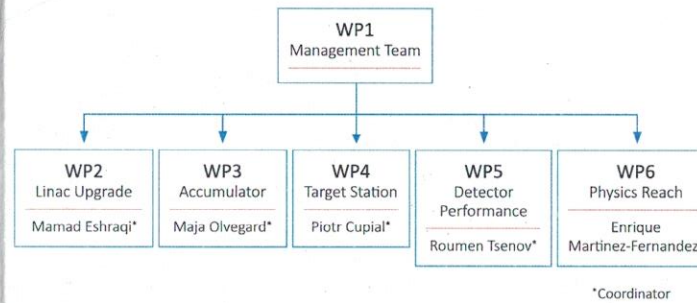 WP1
Management Team
WP2
Linac Upgrade
Mamad Eshraqi*
WP3
Accumulator
Maja Olvegard*
WP4
Target Station
Piotr Cupial*
WP5
Detector
Performance
Roumen Tsenov*
WP6
Physics Reach
Enrique
Martinez-Fernandez
*Coordinator